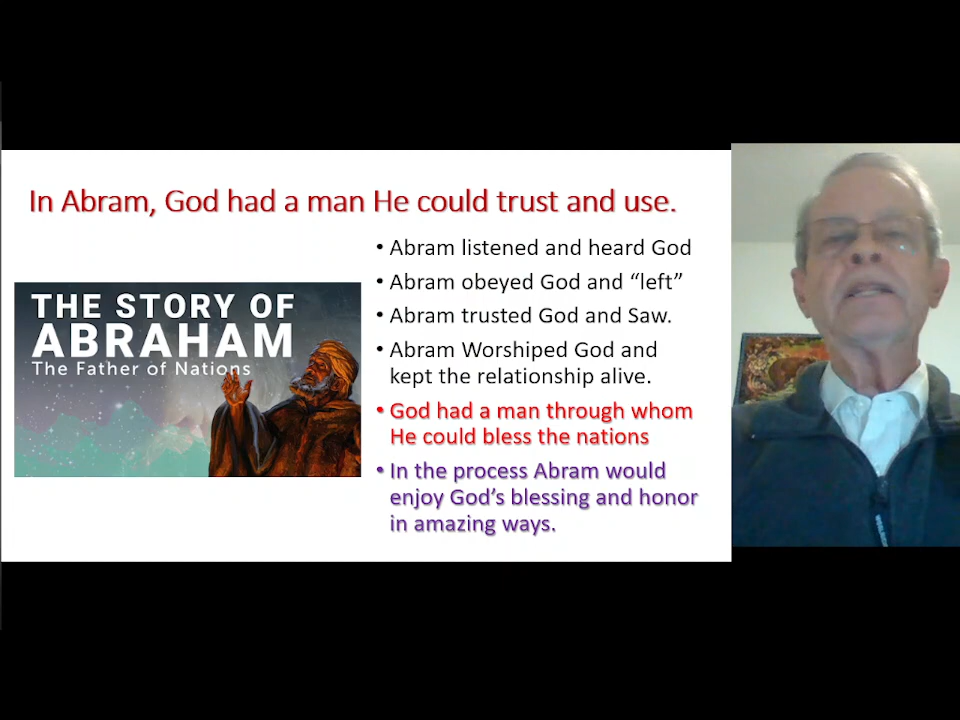 In Abram, God had a man He could trust and use.
THE STORY OF
ABRAHAM
The Father of Nations
• Abram listened and heard God
• Abram obeyed God and “left”
• Abram trusted God and Saw.
• Abram Worshiped God and
kept the relationship alive.
• God had a man through whom
He could bless the nations
• In the process Abram would
enjoy God’s blessing and honor
in amazing ways.